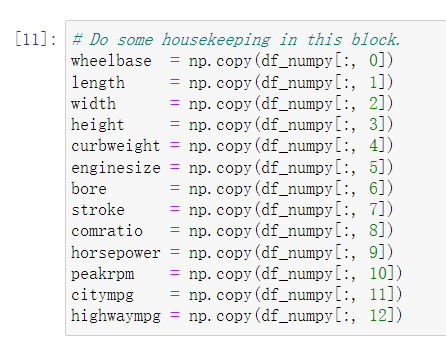 [11]: # Do some housekeeping in this block.
wheelbase  = np.copy(df_numpy[:, 0])
length     = np.copy(df_numpy[:, 1])
width      = np.copy(df_numpy[:, 2])
height     = np.copy(df_numpy[:, 3])
curbweight = np.copy(df_numpy[:, 4])
enginesize = np.copy(df_numpy[:, 5])
bore       = np.copy(df_numpy[:, 6])
stroke     = np.copy(df_numpy[:, 7])
comratio   = np.copy(df_numpy[:, 8])
horsepower = np.copy(df_numpy[:, 9])
peakrpm    = np.copy(df_numpy[:, 10])
citympg    = np.copy(df_numpy[:, 11])
highwaympg = np.copy(df_numpy[:, 12])